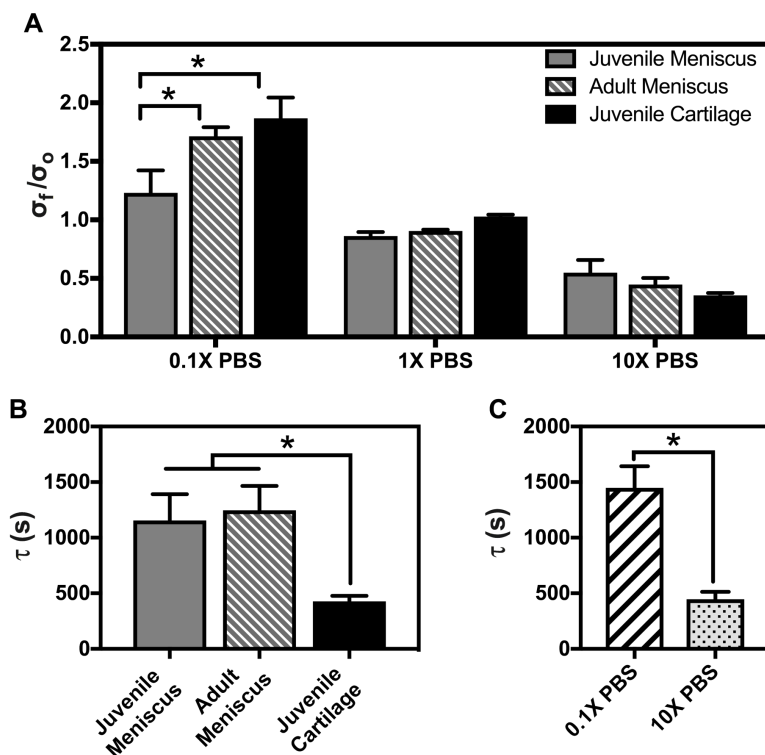 A
2.5
2.0
1.5
1.0
0.5
0.0
σf/σo
* *
Juvenile Meniscus
Adult Meniscus
Juvenile Cartilage
0.1X PBS 1X PBS 10X PBS
B
2000
1500
1000
500
0
τ (s)
*
Juvenile
Meniscus
Adult
Meniscus
Juvenile
Cartilage
C
2000
1500
1000
500
0
τ (s)
*
0.1X PBS
10X PBS